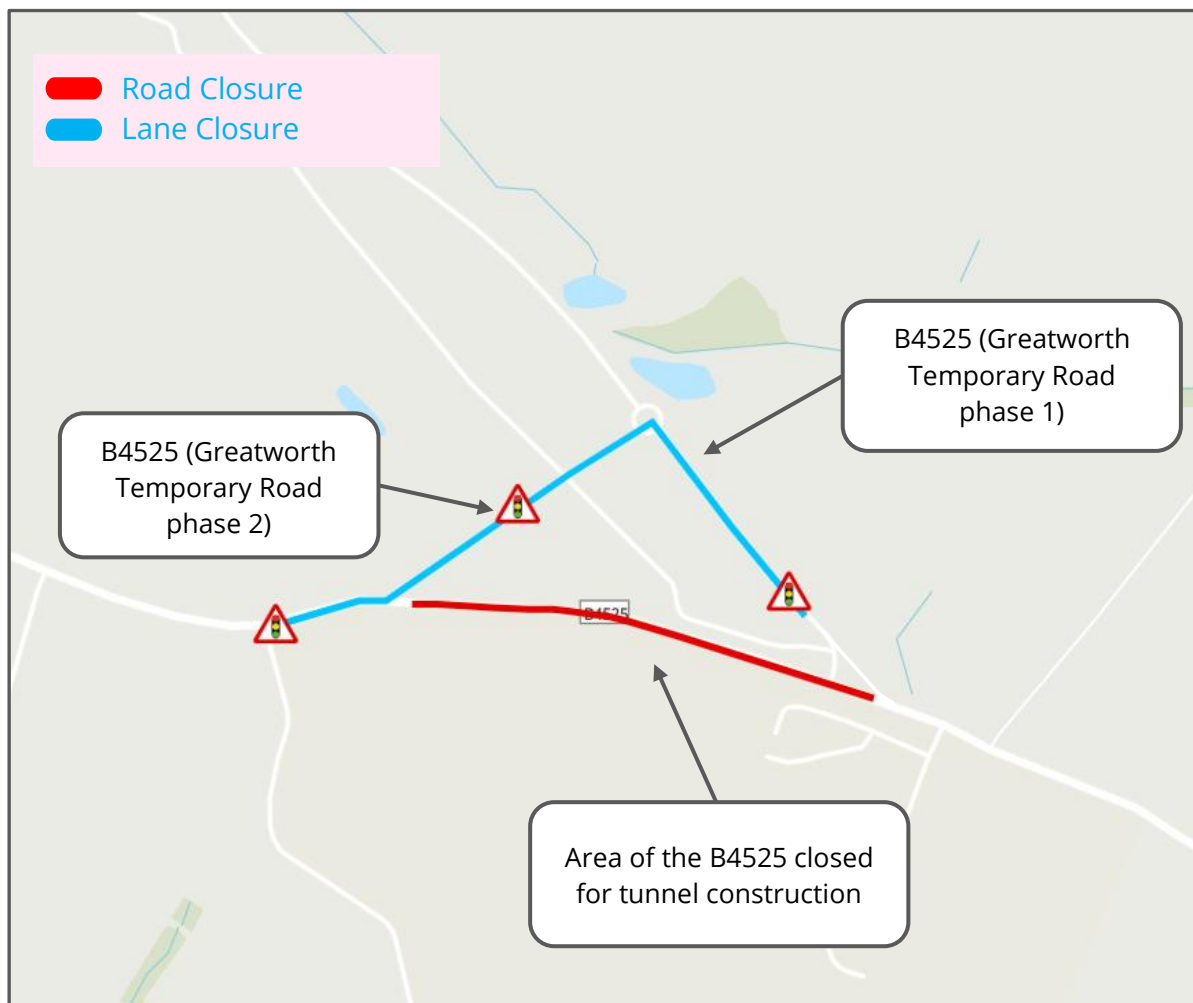 Road Closure
Lane Closure
B4525 (Greatworth
Temporary Road
phase 1)
B4525 (Greatworth
Temporary Road
phase 2)
B4525
Area of the B4525 closed
for tunnel construction